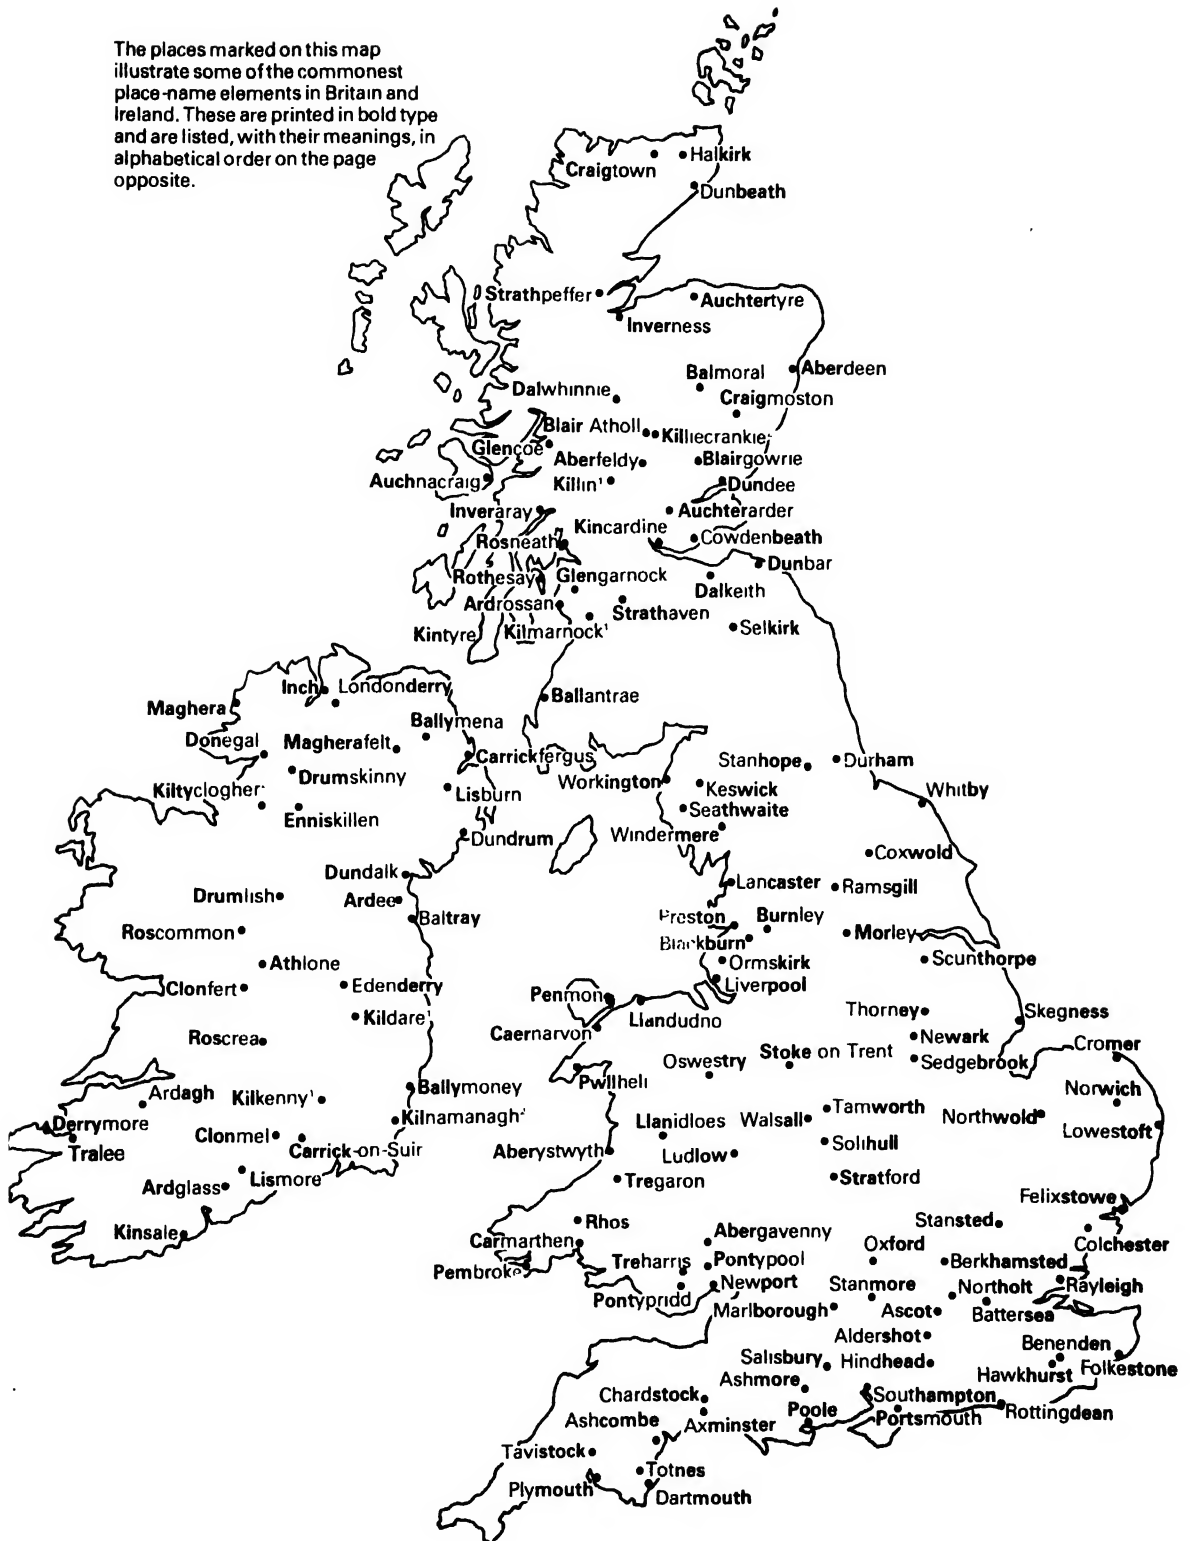 The places marked on this map
illustrate some of the commonest
place-name elements in Britain and
Ireland. These are printed in bold type
and are listed, with their meanings, in
alphabetical order on the page
opposite.
Craigtown
Halkirk
Dunbeath
Strathpeffer
Auchtertyre
Inverness
Balmoral
Aberdeen
Dalwhinnie
Craigmoston
Blair Atholl
Killiecrankie
Glencoe
Aberfeldy
Blairgowrie
Auchnacraig
Killin¹
Dundee
Inveraray
Auchterarder
Kincardine
Rosneath
Cowdenbeath
Dunbar
Rothesay
Glengarnock
Dalkeith
Ardrossan
Strathaven
Kintyre
Kilmarnock¹
Selkirk
Inch
Londonderry
Ballantrae
Maghera
Ballymena
Donegal
Magherafelt
Carrickfergus
Stanhope
Durham
Drumskinny
Workington
Keswick
Kiltyclogher
Lisburn
Seathwaite
Whitby
Enniskillen
Windermere
Dundrum
Coxwold
Dundalk
Lancaster
Ramsgill
Drumlish
Ardee
Baltray
Preston
Burnley
Roscommon
Blackburn
Morley
Athlone
Ormskirk
Scunthorpe
Clonfert
Edenderry
Penmon
Liverpool
Kildare¹
Llandudno
Thorney
Skegness
Roscrea
Caernarvon
Newark
Oswestry
Stoke on Trent
Sedgebrook
Cromer
Pwllheli
Ardagh
Kilkenny¹
Ballymoney
Norwich
Derrymore
Kilnamanagh²
Llanidloes
Walsall
Tamworth
Northwold
Clonmel
Lowestoft
Tralee
Carrick-on-Suir
Aberystwyth
Ludlow
Solihull
Ardglass
Lismore
Tregaron
Stratford
Kinsale
Rhos
Felixstowe
Carmarthen
Abergavenny
Stansted
Oxford
Colchester
Pembroke
Treharris
Pontypool
Berkhamsted
Newport
Stanmore
Northolt
Rayleigh
Pontypridd
Marlborough
Ascot
Battersea
Aldershot
Benenden
Salisbury
Hindhead
Hawkhurst
Folkestone
Ashmore
Chardstock
Southampton
Ashcombe
Axminster
Poole
Portsmouth
Rottingdean
Tavistock
Totnes
Plymouth
Dartmouth